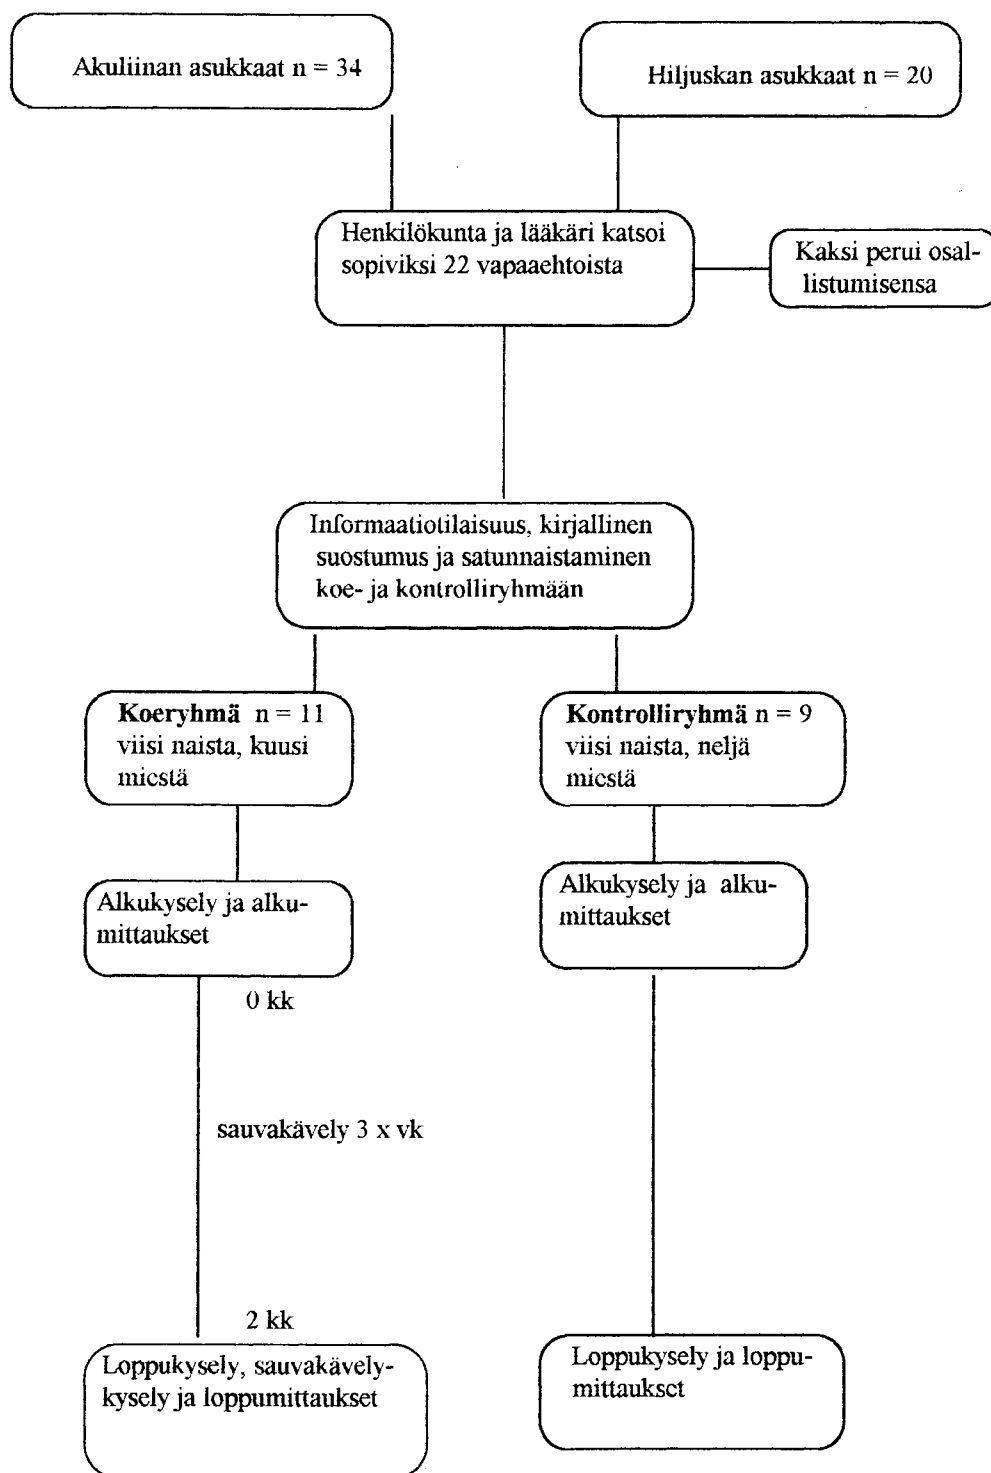 Akuliinan asukkaat n = 34
Hiljuskan asukkaat n = 20
Henkilökunta ja lääkäri katsoi
sopiviksi 22 vapaaehtoista
Kaksi perui osal-
listumisensa
Informaatiotilaisuus, kirjallinen
suostumus ja satunnaistaminen
koe- ja kontrolliryhmään
Koeryhmä n = 11
viisi naista, kuusi
miestä
Kontrolliryhmä n = 9
viisi naista, neljä
miestä
Alkukysely ja alku-
mittaukset
Alkukysely ja alku-
mittaukset
0 kk
sauvakävely 3 x vk
2 kk
Loppukysely, sauvakävely-
kysely ja loppumittaukset
Loppukysely ja loppu-
mittaukset